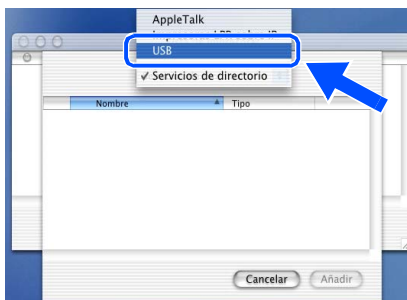 AppleTalk
USB
✓ Servicios de directorio
Nombre Tipo
Cancelar Añadir